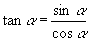 tan α = sin α / cos α